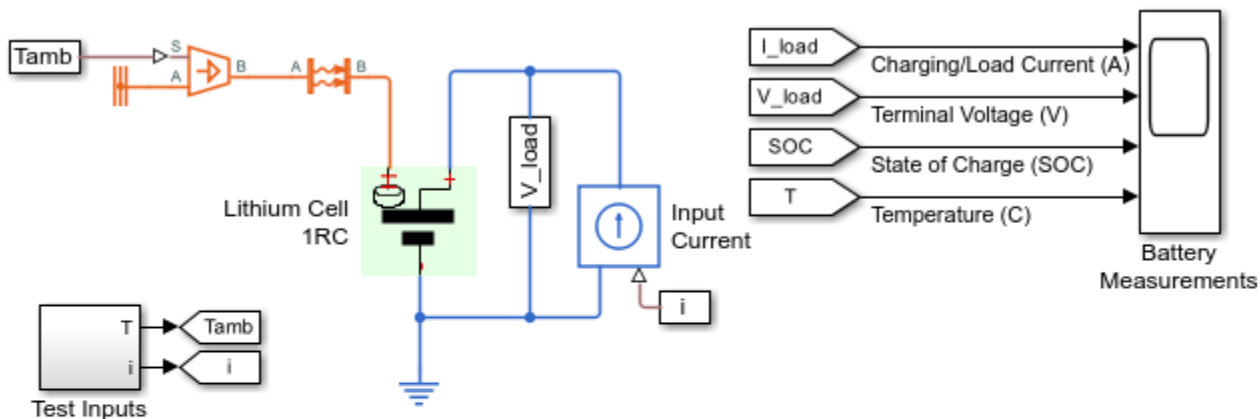 Tamb
S
A
B
A
B
Lithium Cell
1RC
V_load
Input
Current
i
I_load
Charging/Load Current (A)
V_load
Terminal Voltage (V)
SOC
State of Charge (SOC)
T
Temperature (C)
Battery
Measurements
T
Tamb
i
i
Test Inputs